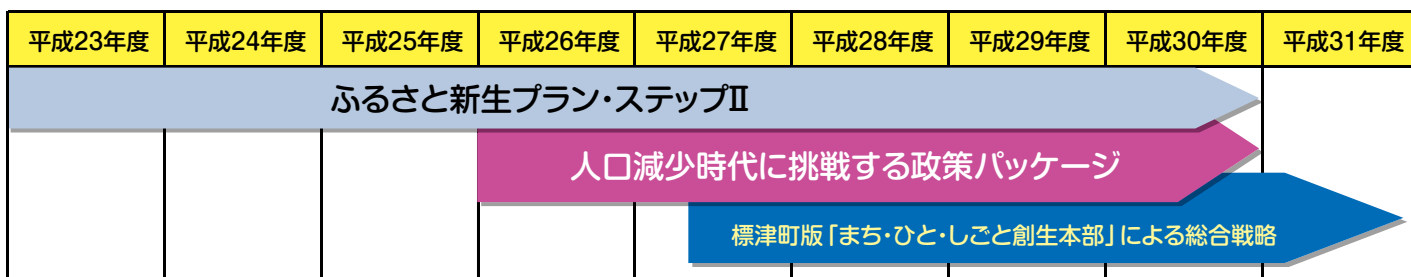 平成23年度 平成24年度 平成25年度 平成26年度 平成27年度 平成28年度 平成29年度 平成30年度 平成31年度
ふるさと新生プラン・ステップⅡ
人口減少時代に挑戦する政策パッケージ
標津町版「まち・ひと・しごと創生本部」による総合戦略